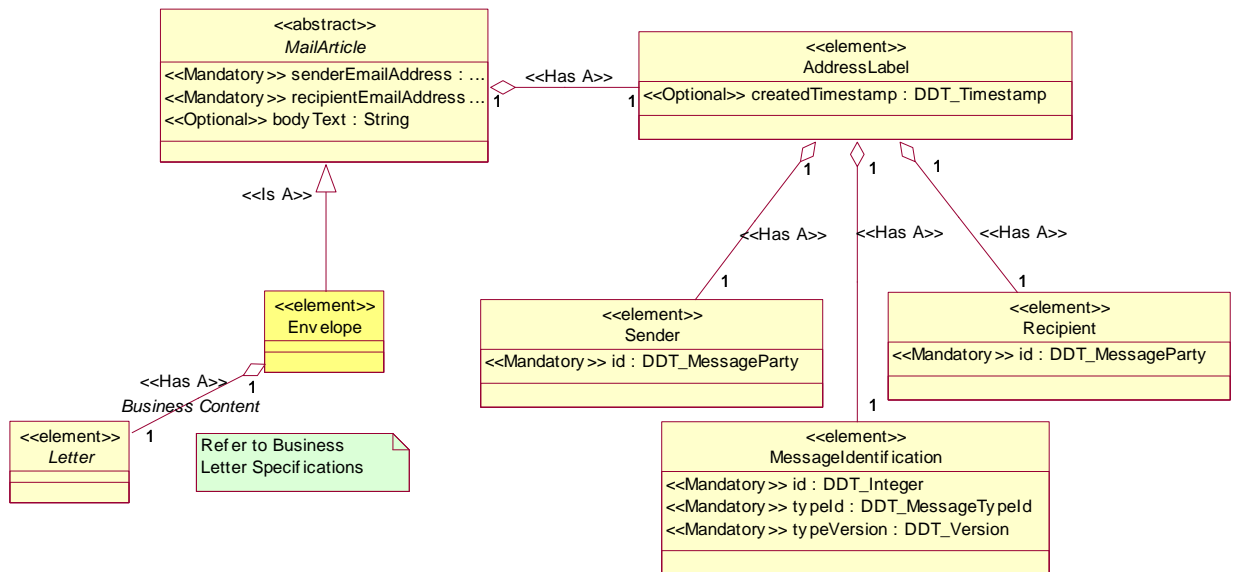 <<abstract>>
MailArticle
<<Mandatory>> senderEmailAddress : ...
<<Mandatory>> recipientEmailAddress ...
<<Optional>> bodyText : String
<<Has A>>
1
1
<<element>>
AddressLabel
<<Optional>> createdTimestamp : DDT_Timestamp
1
1
1
<<Is A>>
<<Has A>>
<<Has A>>
<<Has A>>
1
1
1
<<element>>
Envelope
<<element>>
Sender
<<Mandatory>> id : DDT_MessageParty
<<element>>
Recipient
<<Mandatory>> id : DDT_MessageParty
<<Has A>>
1
Business Content
1
<<element>>
Letter
Refer to Business
Letter Specifications
<<element>>
MessageIdentification
<<Mandatory>> id : DDT_Integer
<<Mandatory>> typeId : DDT_MessageTypeId
<<Mandatory>> typeVersion : DDT_Version